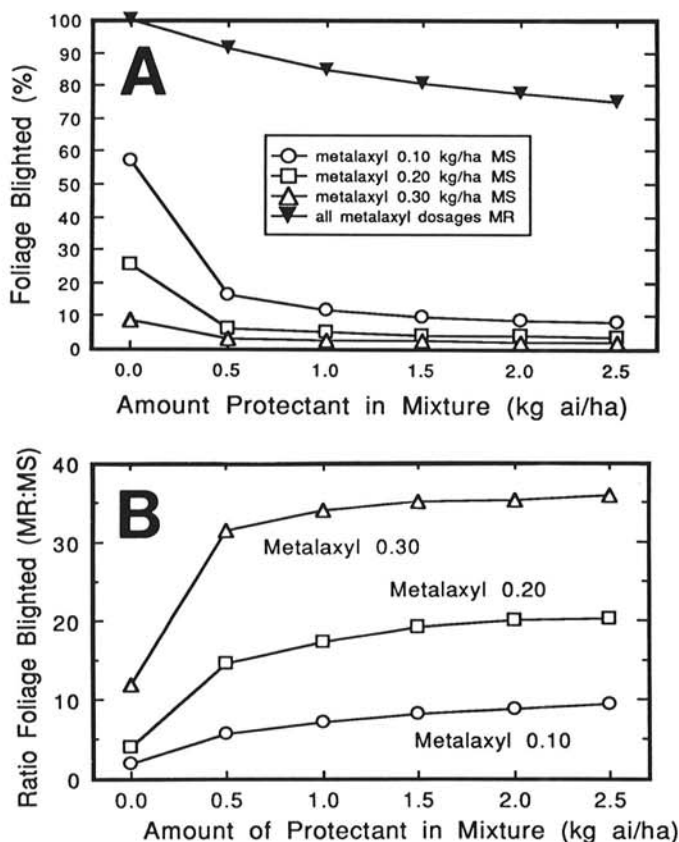 A
Foliage Blighted (%)
100
90
80
70
60
50
40
30
20
10
0
metalaxyl 0.10 kg/ha MS
metalaxyl 0.20 kg/ha MS
metalaxyl 0.30 kg/ha MS
all metalaxyl dosages MR
0.0 0.5 1.0 1.5 2.0 2.5
Amount Protectant in Mixture (kg ai/ha)
B
Ratio Foliage Blighted (MR:MS)
40
30
20
10
0
Metalaxyl 0.30
Metalaxyl 0.20
Metalaxyl 0.10
0.0 0.5 1.0 1.5 2.0 2.5
Amount of Protectant in Mixture (kg ai/ha)